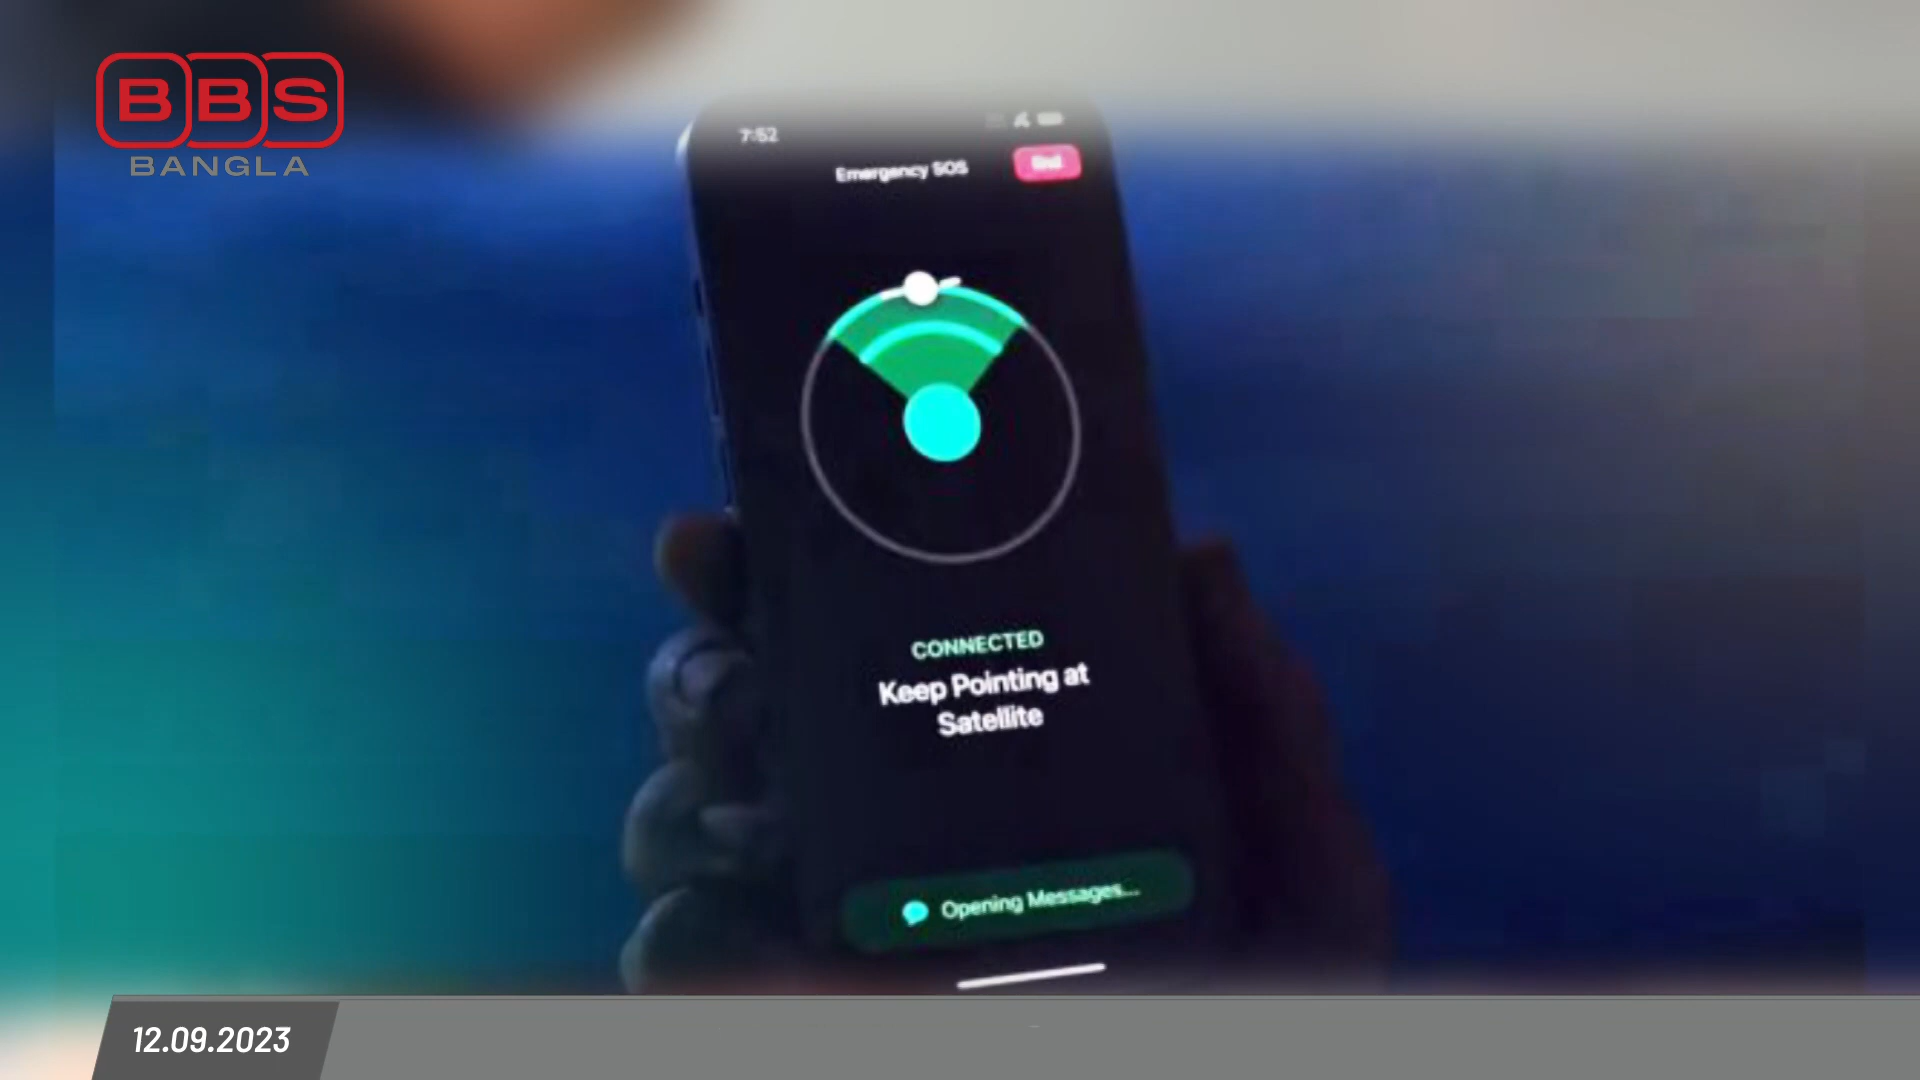 BBS
BANGLA
7:52
Emergency SOS
End
CONNECTED
Keep Pointing at
Satellite
Opening Messages...
12.09.2023